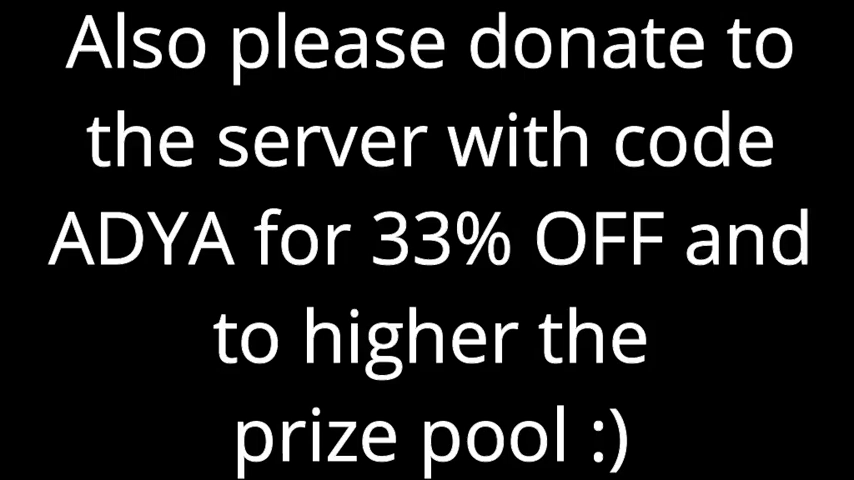 Also please donate to
the server with code
ADYA for 33% OFF and
to higher the
prize pool :)